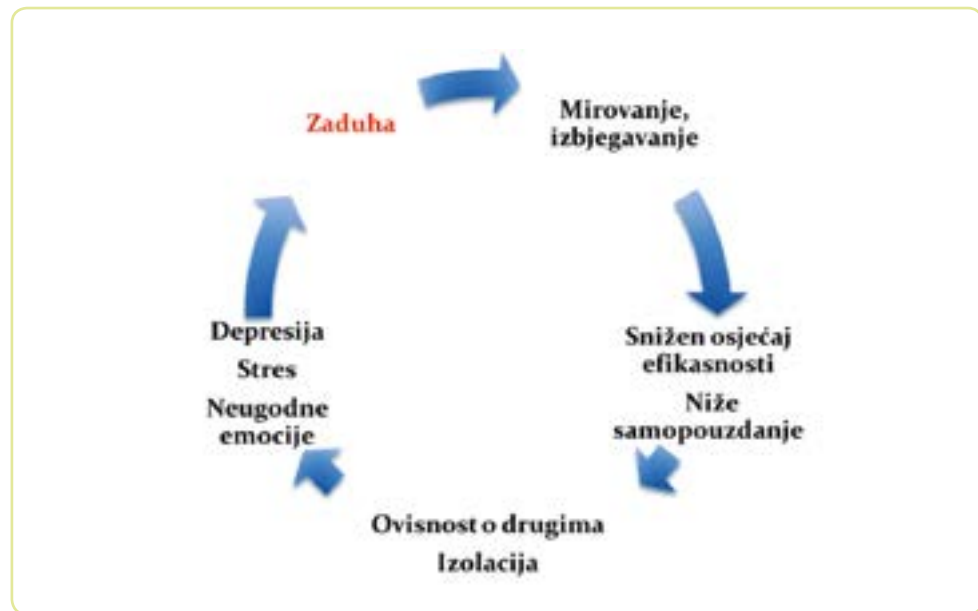 Zaduha
Mirovanje,
izbjegavanje
Snižen osjećaj
efikasnosti
Niže
samopouzdanje
Ovisnost o drugima
Izolacija
Depresija
Stres
Neugodne
emocije